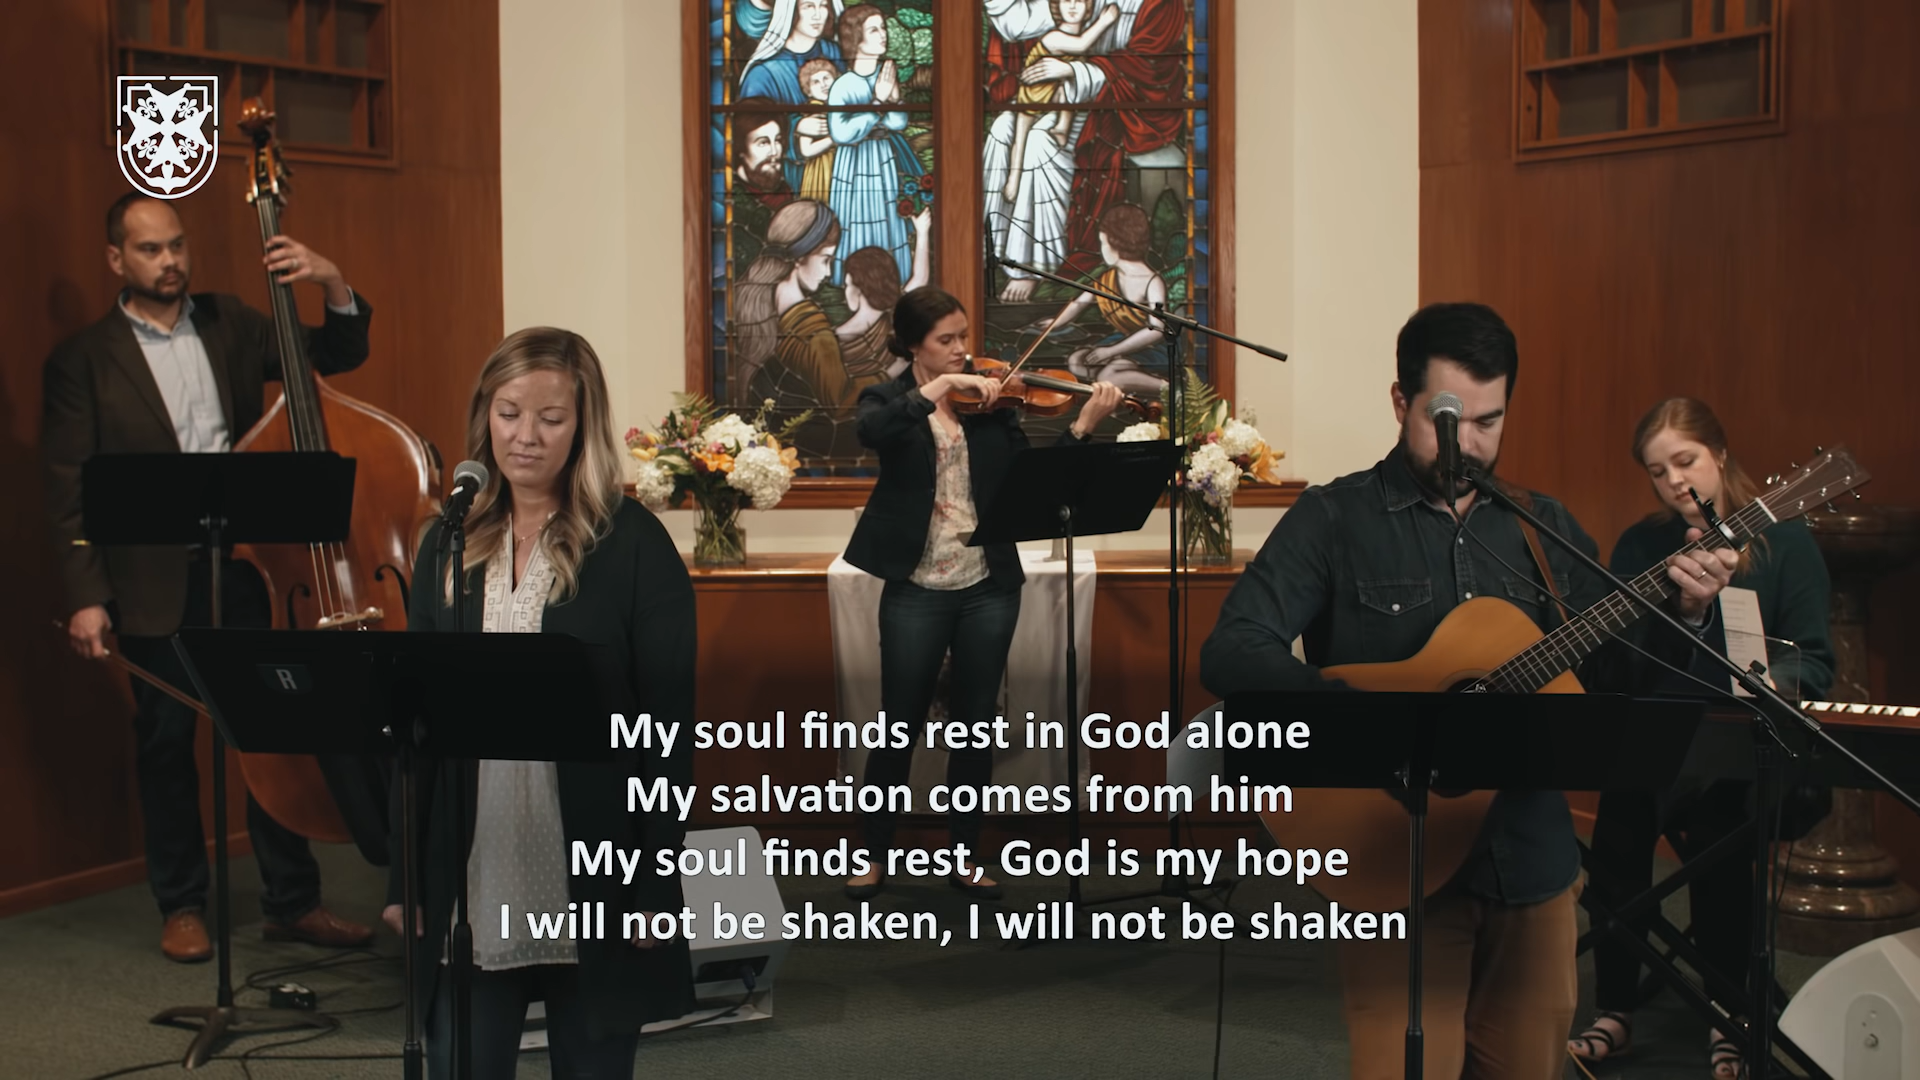 R
My soul finds rest in God alone
My salvation comes from him
My soul finds rest, God is my hope
I will not be shaken, I will not be shaken